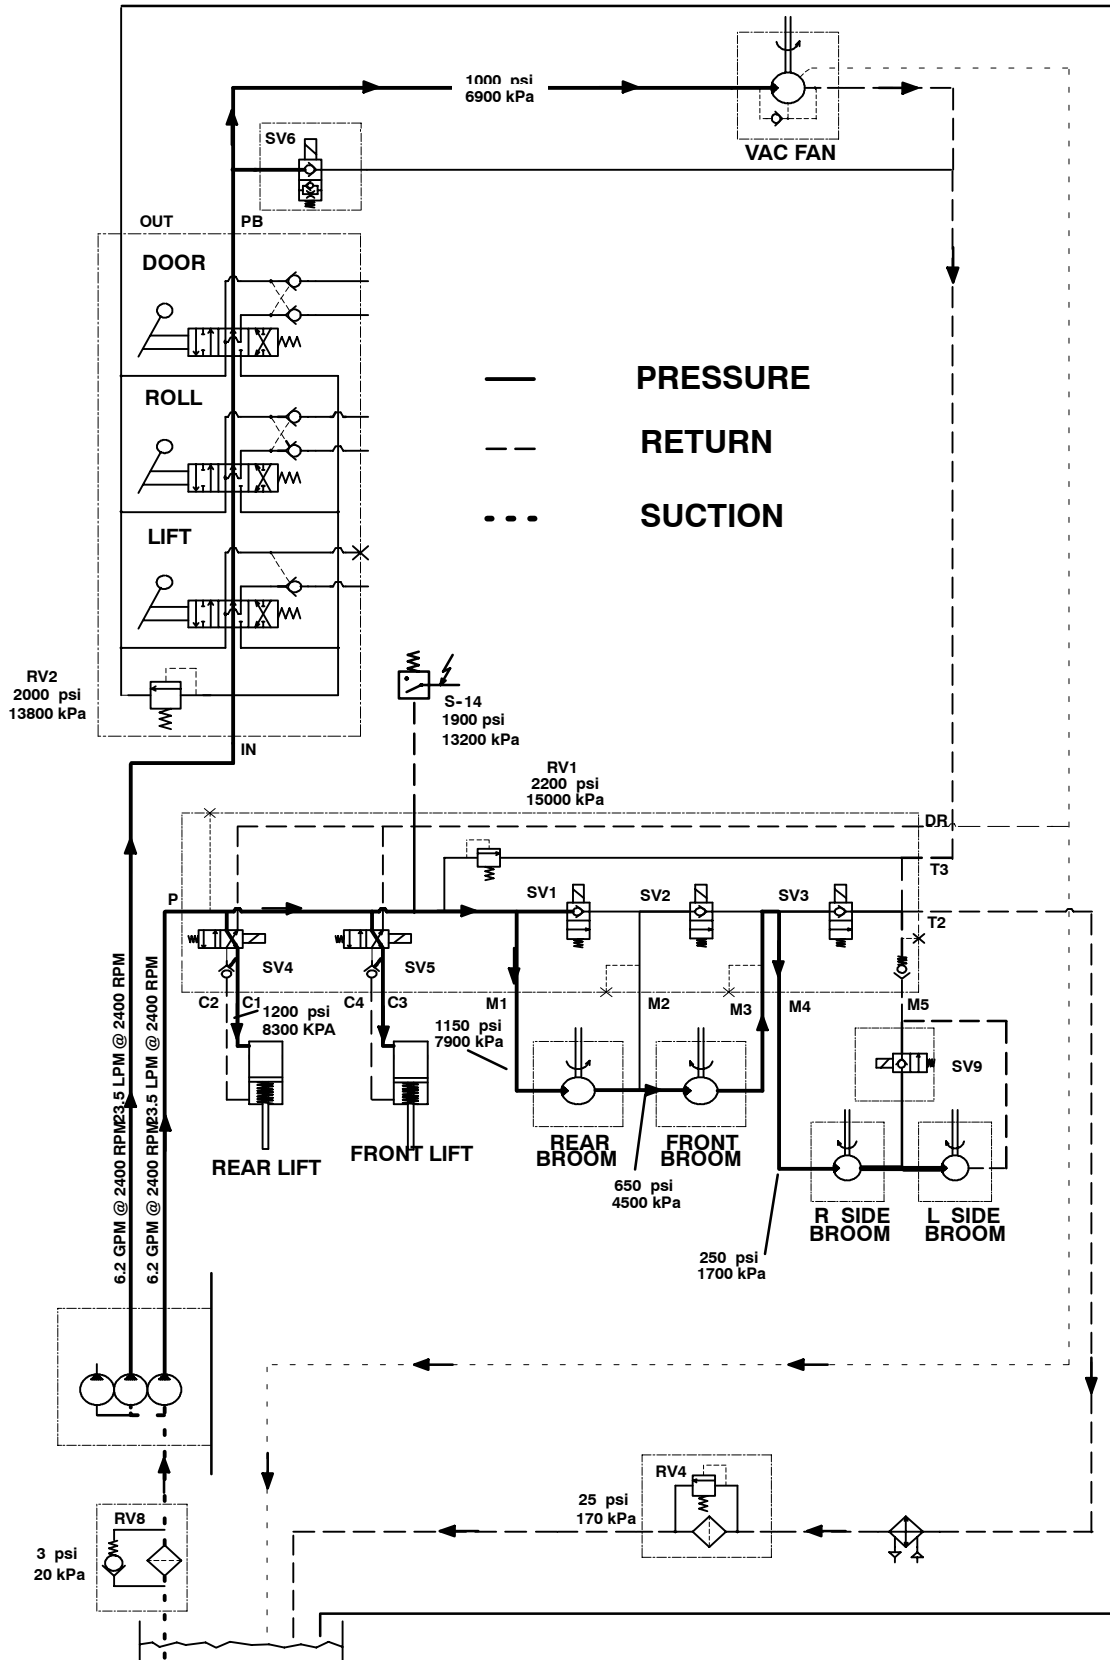 1000 psi
6900 kPa
VAC FAN
SV6
OUT
PB
DOOR
ROLL
LIFT
PRESSURE
RETURN
SUCTION
RV2
2000 psi
13800 kPa
IN
S-14
1900 psi
13200 kPa
RV1
2200 psi
15000 kPa
DR
T3
P
SV1
SV2
SV3
T2
SV4
SV5
C2
C1
C4
C3
M1
M2
M3
M4
M5
1200 psi
8300 KPA
1150 psi
7900 kPa
SV9
REAR LIFT
FRONT LIFT
REAR
BROOM
FRONT
BROOM
650 psi
4500 kPa
R SIDE
BROOM
L SIDE
BROOM
250 psi
1700 kPa
6.2 GPM @ 2400 RPM
23.5 LPM @ 2400 RPM
6.2 GPM @ 2400 RPM
23.5 LPM @ 2400 RPM
RV4
25 psi
170 kPa
RV8
3 psi
20 kPa